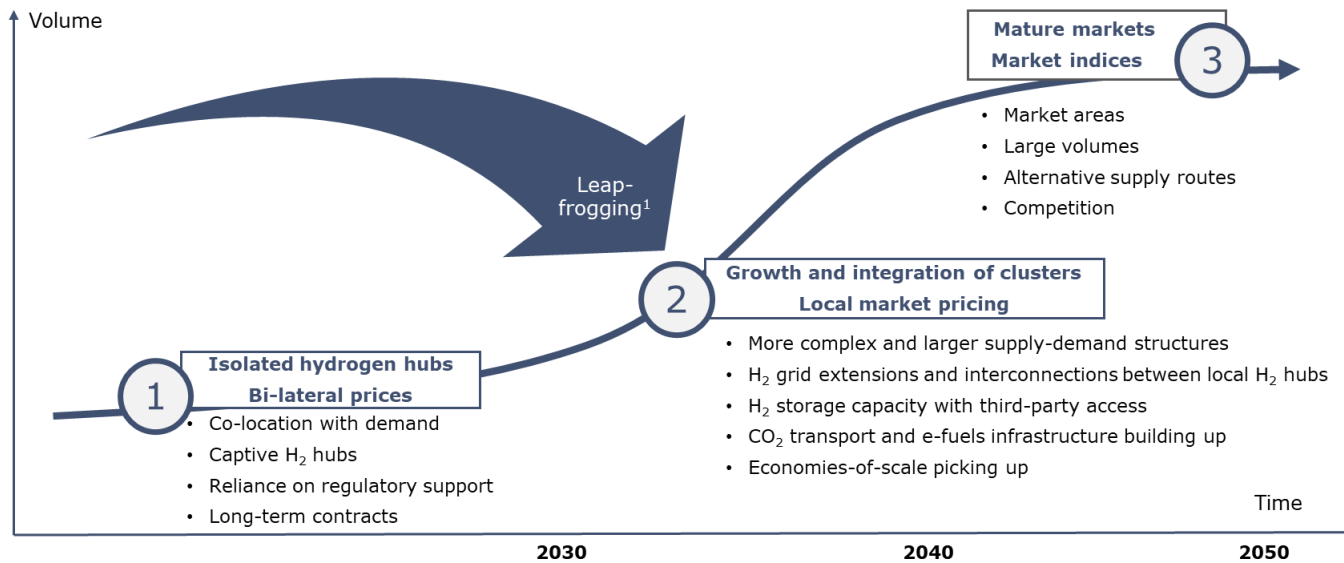 Volume
Mature markets
Market indices
3
• Market areas
• Large volumes
• Alternative supply routes
• Competition
Leap-
frogging¹
2
Growth and integration of clusters
Local market pricing
• More complex and larger supply-demand structures
• H₂ grid extensions and interconnections between local H₂ hubs
• H₂ storage capacity with third-party access
• CO₂ transport and e-fuels infrastructure building up
• Economies-of-scale picking up
1
Isolated hydrogen hubs
Bi-lateral prices
• Co-location with demand
• Captive H₂ hubs
• Reliance on regulatory support
• Long-term contracts
Time
2030
2040
2050